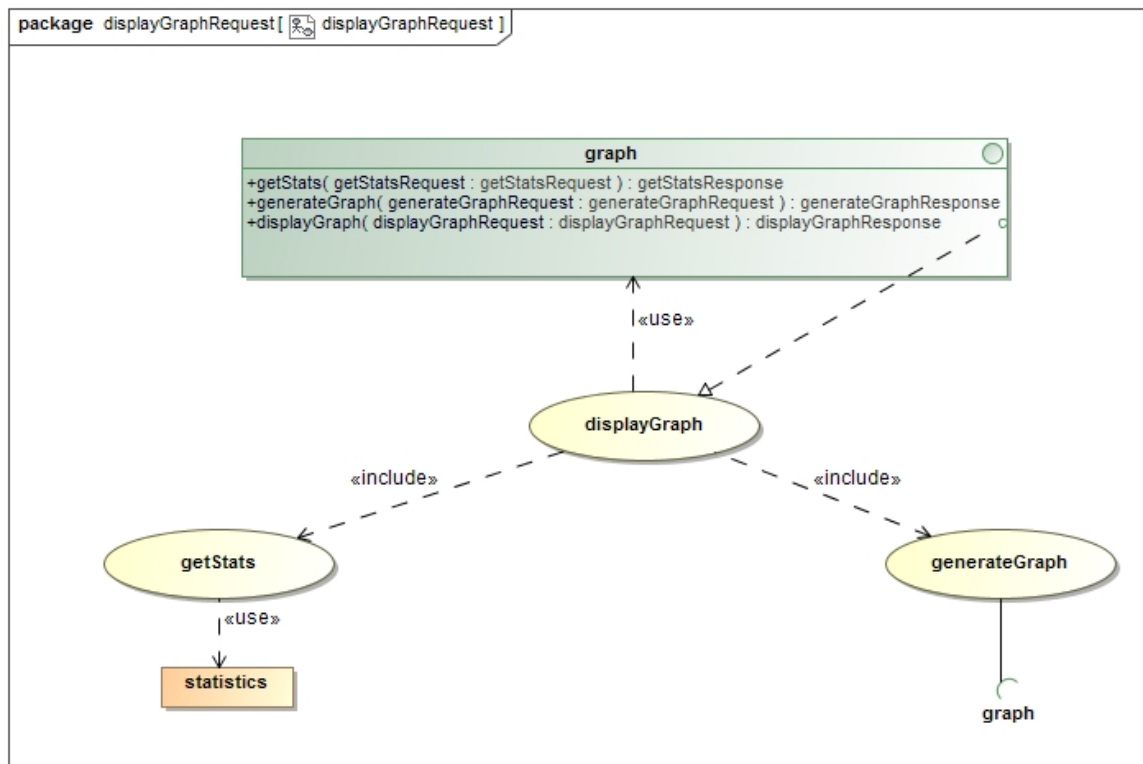 package displayGraphRequest[ displayGraphRequest ]
graph
+getStats( getStatsRequest : getStatsRequest ) : getStatsResponse
+generateGraph( generateGraphRequest : generateGraphRequest ) : generateGraphResponse
+displayGraph( displayGraphRequest : displayGraphRequest ) : displayGraphResponse
«use»
displayGraph
«include»
«include»
getStats
generateGraph
«use»
statistics
graph